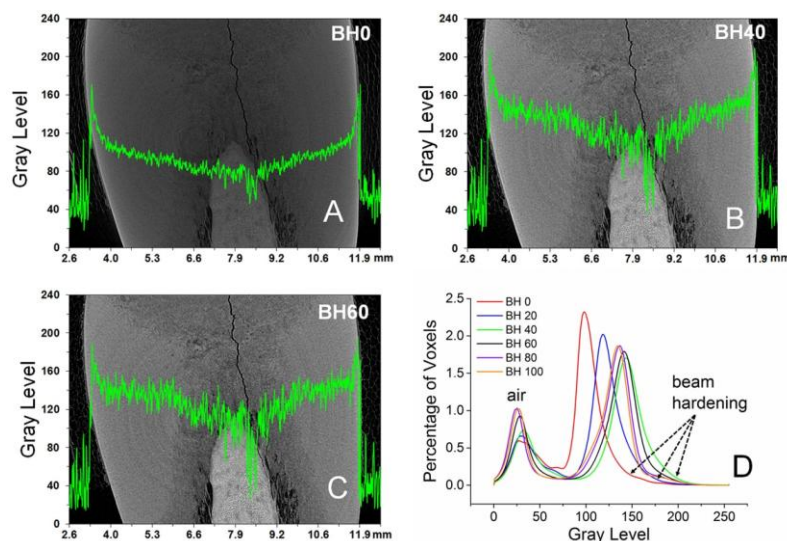 BH0
240
200
160
120
80
40
0
Gray Level
A
2.6 4.0 5.3 6.6 7.9 9.3 10.6 11.9 mm
BH40
240
200
160
120
80
40
0
Gray Level
B
2.6 4.0 5.3 6.6 7.9 9.3 10.6 11.9 mm
BH60
240
200
160
120
80
40
0
Gray Level
C
2.6 4.0 5.3 6.6 7.9 9.3 10.6 11.9 mm
2.5
2.0
1.5
1.0
0.5
0.0
Percentage of Voxels
BH 0
BH 20
BH 40
BH 60
BH 80
BH 100
air
beam
hardening
D
0 50 100 150 200 250
Gray Level